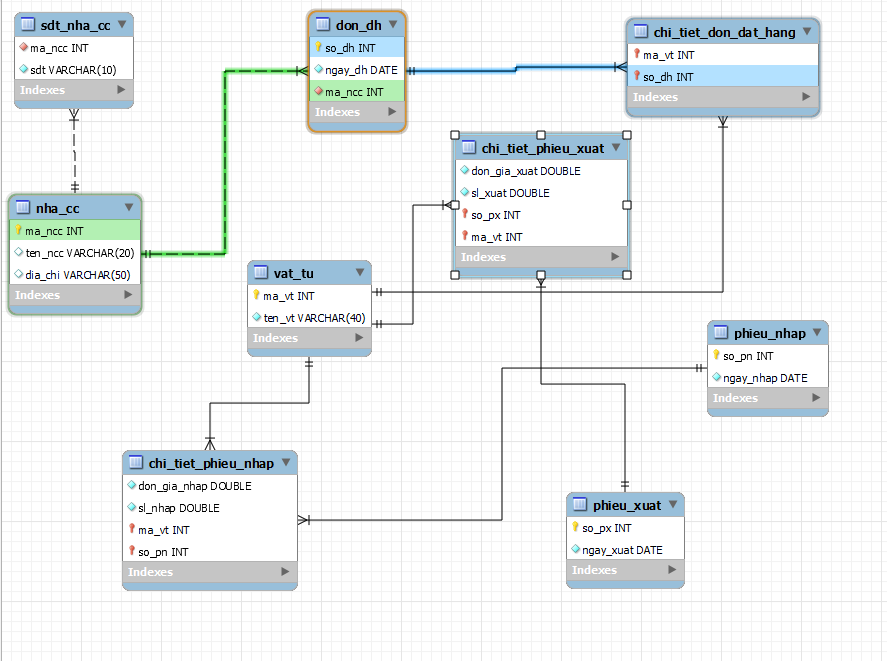 sdt_nha_cc
ma_ncc INT
sdt VARCHAR(10)
Indexes
don_dh
so_dh INT
ngay_dh DATE
ma_ncc INT
Indexes
chi_tiet_don_dat_hang
ma_vt INT
so_dh INT
Indexes
chi_tiet_phieu_xuat
don_gia_xuat DOUBLE
sl_xuat DOUBLE
so_px INT
ma_vt INT
Indexes
nha_cc
ma_ncc INT
ten_ncc VARCHAR(20)
dia_chi VARCHAR(50)
Indexes
vat_tu
ma_vt INT
ten_vt VARCHAR(40)
Indexes
phieu_nhap
so_pn INT
ngay_nhap DATE
Indexes
chi_tiet_phieu_nhap
don_gia_nhap DOUBLE
sl_nhap DOUBLE
ma_vt INT
so_pn INT
Indexes
phieu_xuat
so_px INT
ngay_xuat DATE
Indexes